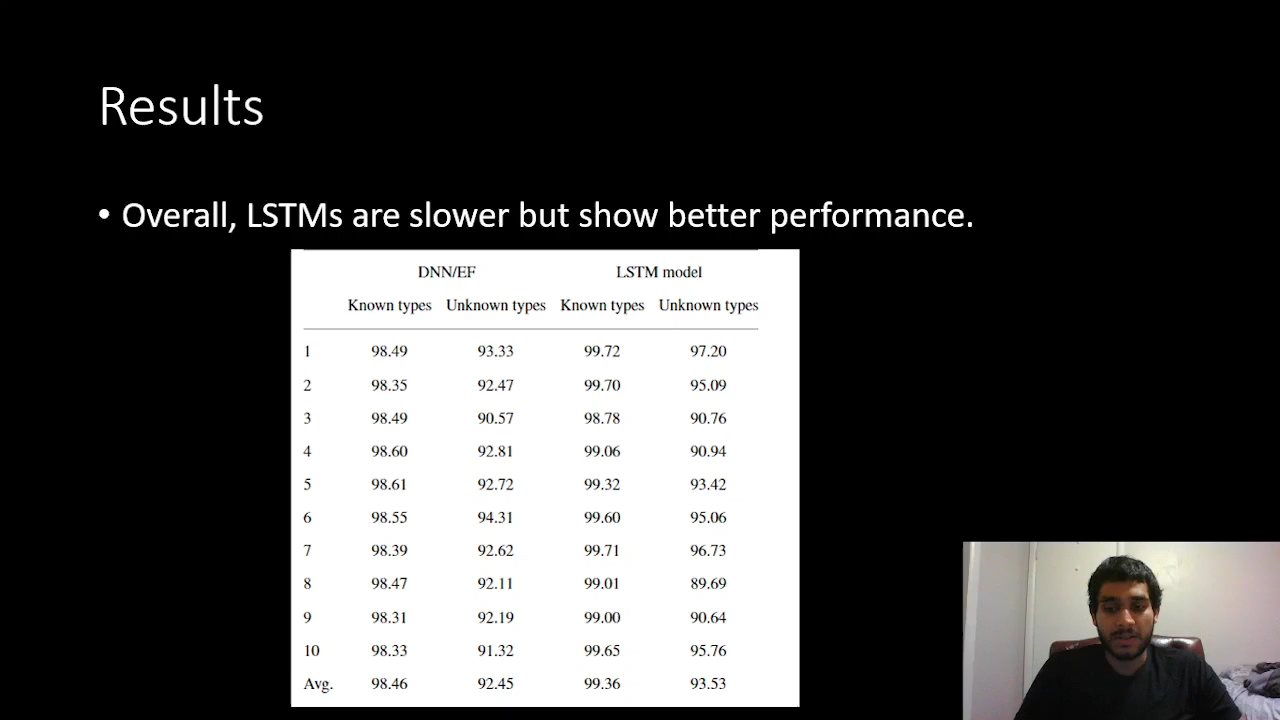 Results
• Overall, LSTMs are slower but show better performance.
DNN/EF LSTM model
Known types Unknown types Known types Unknown types
1 98.49 93.33 99.72 97.20
2 98.35 92.47 99.70 95.09
3 98.49 90.57 98.78 90.76
4 98.60 92.81 99.06 90.94
5 98.61 92.72 99.32 93.42
6 98.55 94.31 99.60 95.06
7 98.39 92.62 99.71 96.73
8 98.47 92.11 99.01 89.69
9 98.31 92.19 99.00 90.64
10 98.33 91.32 99.65 95.76
Avg. 98.46 92.45 99.36 93.53